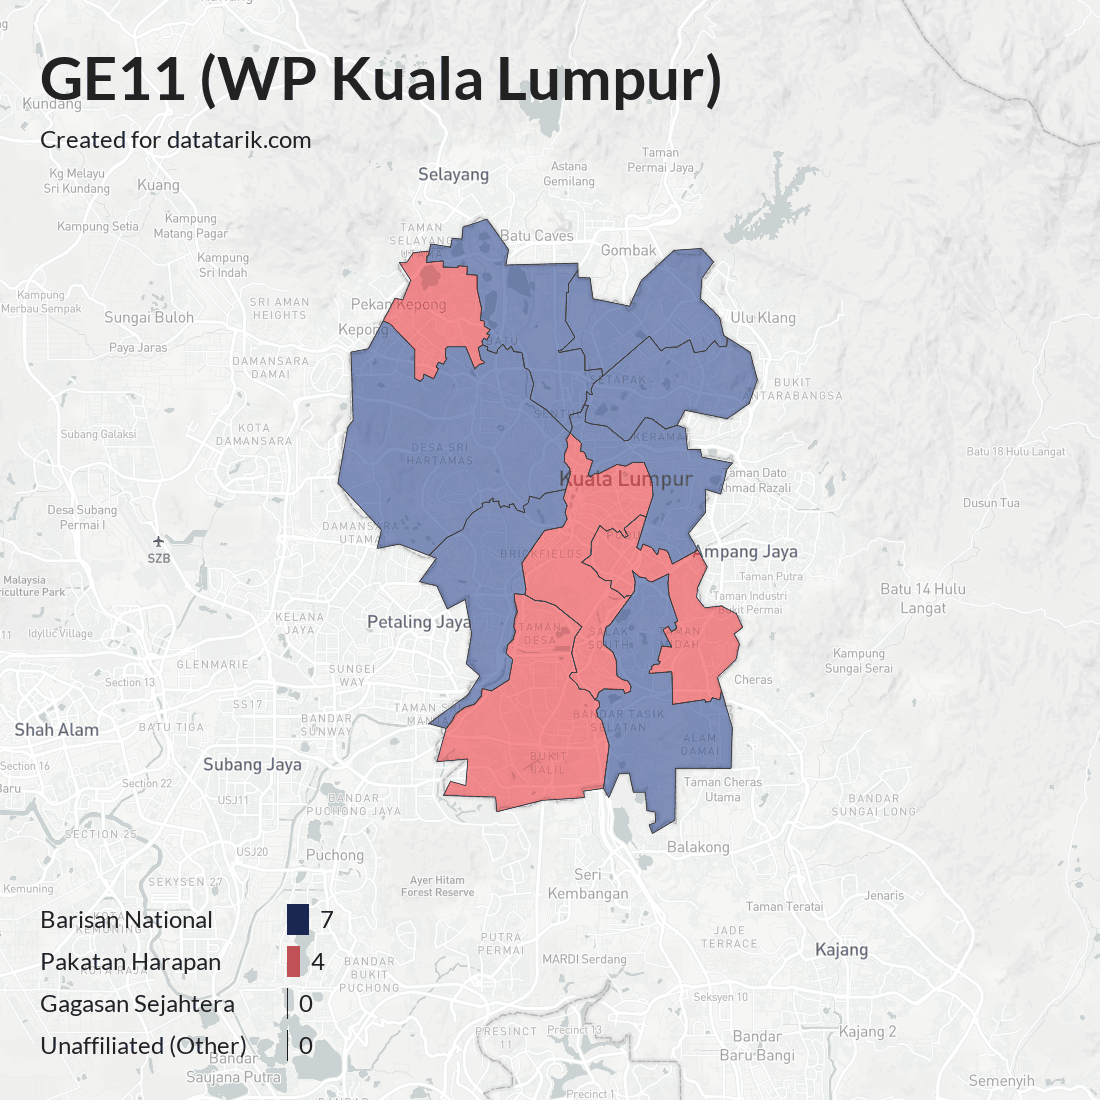 GE11 (WP Kuala Lumpur)
Created for datatarik.com
Kundang
Kg Melayu
Sri Kundang
Kuang
Kampung Setia
Kampung
Matang Pagar
Kampung
Sri Indah
Selayang
Astana
Gemilang
Taman
Permai Jaya
TAMAN
SELAYANG
Batu Caves
Gombak
Kampung
Merbau Sempak
Sungai Buloh
SRI AMAN
HEIGHTS
Pekan Kepong
Kepong
Ulu Klang
Paya Jaras
DAMANSARA
DAMAI
BATU
SETAPAK
BUKIT
ANTARABANGSA
Subang Galaksi
KOTA
DAMANSARA
SENTUL
KERAMAT
DESA SRI
HARTAMAS
Batu 18 Hulu Langat
Kuala Lumpur
Taman Dato
Ahmad Razali
Desa Subang
Permai I
DAMANSARA
UTAMA
Dusun Tua
SZB
BRICKFIELDS
Ampang Jaya
Malaysia
riculture Park
Taman Putra
Taman Industri
Bukit Permai
Batu 14 Hulu
Langat
KELANA
JAYA
Petaling Jaya
11
Idyllic Village
TAMAN
DESA
SALAK
SOUTH
GLENMARIE
SUNGEI
WAY
Kampung
Sungai Serai
Section 13
Cheras
SS17
Shah Alam
BATU TIGA
BANDAR
SUNWAY
BANDAR TASIK
SELATAN
ALAM
DAMAI
Section 16
Subang Jaya
BUKIT
JALIL
Section 22
Taman Cheras
Utama
USJ11
BANDAR
PUCHONG JAYA
BANDAR
SUNGAI LONG
SECTION 25
USJ20
Puchong
Balakong
Kemuning
SEKSYEN 27
Ayer Hitam
Forest Reserve
Seri
Kembangan
Jenaris
Taman Teratai
Barisan Nasional 7
KOTA
KEMUNING
PUTRA
PERMAI
JADE
TERRACE
Kajang
Pakatan Harapan 4
BANDAR
BUKIT
PUCHONG
MARDI Serdang
Gagasan Sejahtera 0
Seksyen 10
Unaffiliated (Other) 0
PRESINCT
11
Precinct 13
Bandar
Baru Bangi
Kajang 2
Bandar
Saujana Putra
Precinct 1
Semenyih